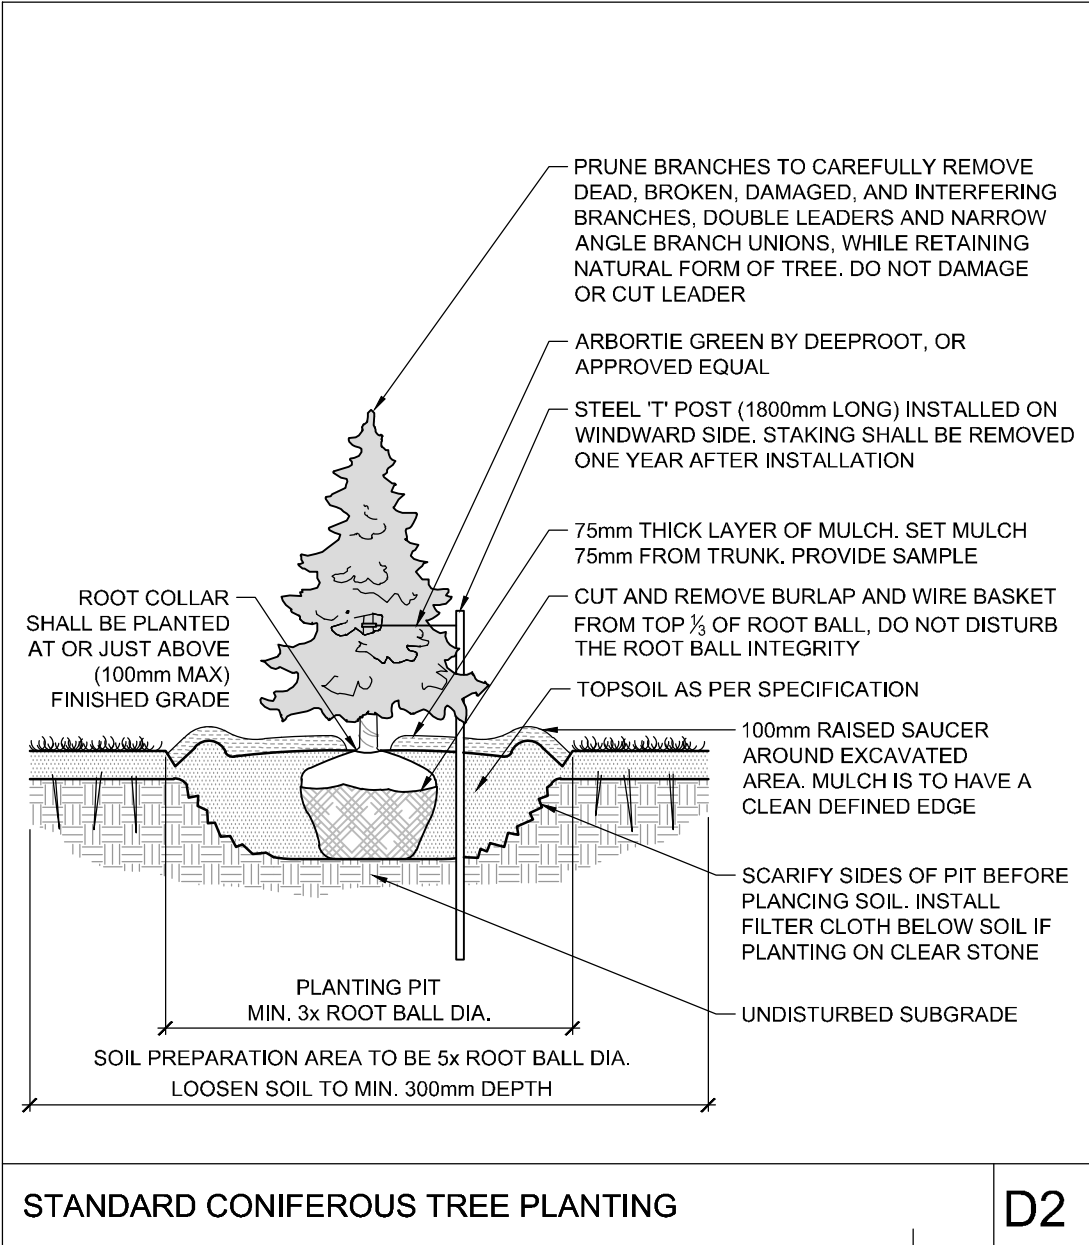 PRUNE BRANCHES TO CAREFULLY REMOVE
DEAD, BROKEN, DAMAGED, AND INTERFERING
BRANCHES, DOUBLE LEADERS AND NARROW
ANGLE BRANCH UNIONS, WHILE RETAINING
NATURAL FORM OF TREE. DO NOT DAMAGE
OR CUT LEADER
ARBORTIE GREEN BY DEEPROOT, OR
APPROVED EQUAL
STEEL 'T' POST (1800mm LONG) INSTALLED ON
WINDWARD SIDE. STAKING SHALL BE REMOVED
ONE YEAR AFTER INSTALLATION
75mm THICK LAYER OF MULCH. SET MULCH
75mm FROM TRUNK. PROVIDE SAMPLE
CUT AND REMOVE BURLAP AND WIRE BASKET
FROM TOP ⅓ OF ROOT BALL, DO NOT DISTURB
THE ROOT BALL INTEGRITY
ROOT COLLAR
SHALL BE PLANTED
AT OR JUST ABOVE
(100mm MAX)
FINISHED GRADE
TOPSOIL AS PER SPECIFICATION
100mm RAISED SAUCER
AROUND EXCAVATED
AREA. MULCH IS TO HAVE A
CLEAN DEFINED EDGE
SCARIFY SIDES OF PIT BEFORE
PLANCING SOIL. INSTALL
FILTER CLOTH BELOW SOIL IF
PLANTING ON CLEAR STONE
UNDISTURBED SUBGRADE
PLANTING PIT
MIN. 3x ROOT BALL DIA.
SOIL PREPARATION AREA TO BE 5x ROOT BALL DIA.
LOOSEN SOIL TO MIN. 300mm DEPTH
STANDARD CONIFEROUS TREE PLANTING
D2